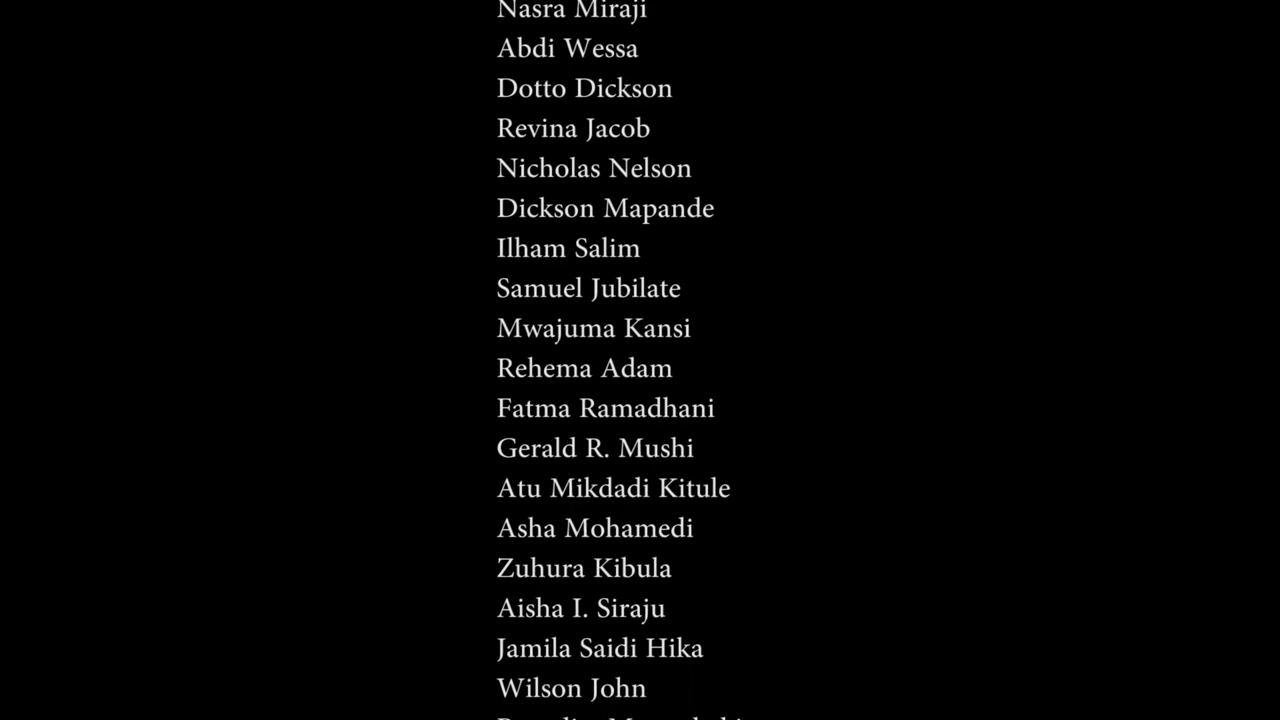 Nasra Miraji
Abdi Wessa
Dotto Dickson
Revina Jacob
Nicholas Nelson
Dickson Mapande
Ilham Salim
Samuel Jubilate
Mwajuma Kansi
Rehema Adam
Fatma Ramadhani
Gerald R. Mushi
Atu Mikdadi Kitule
Asha Mohamedi
Zuhura Kibula
Aisha I. Siraju
Jamila Saidi Hika
Wilson John